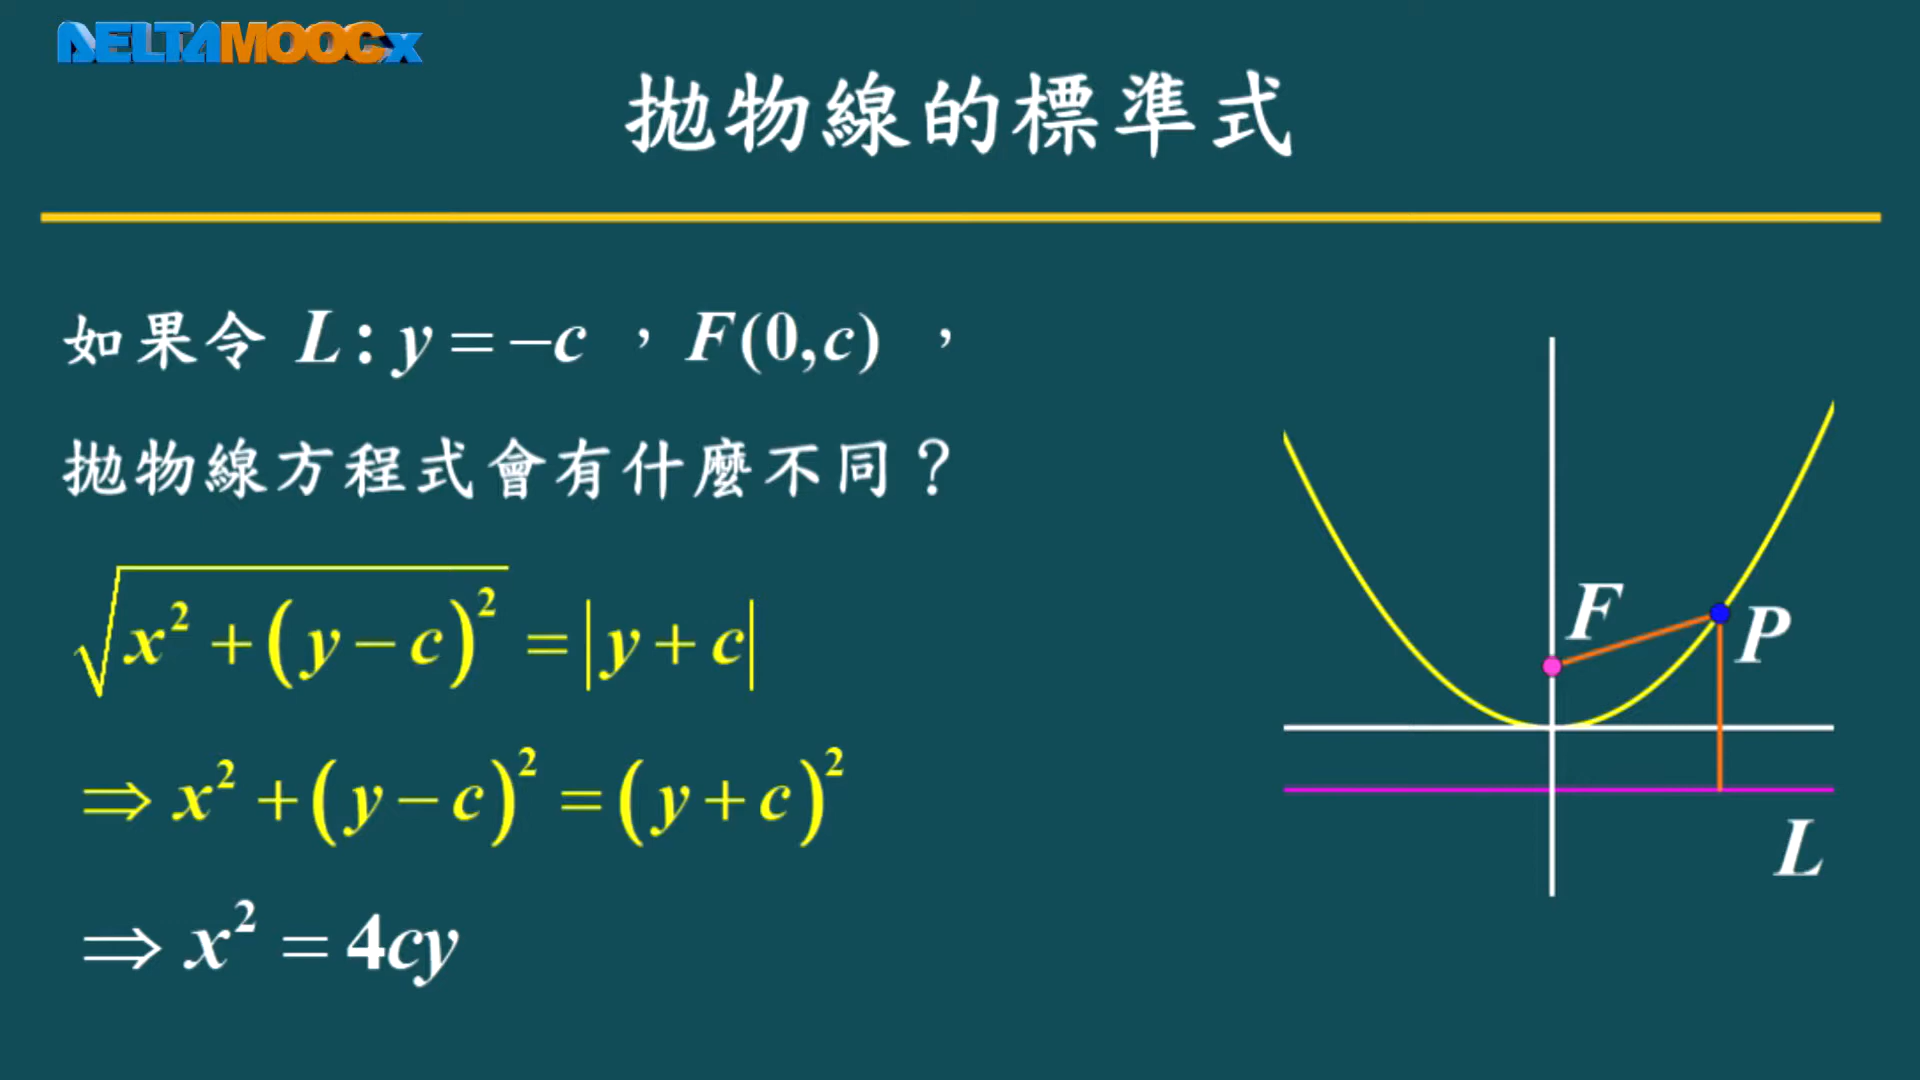 DELTAMOOCx
拋物線的標準式
如果令 L : y = −c ，F(0,c) ，
拋物線方程式會有什麼不同？
√(x² + (y − c)²) = |y + c|
⇒ x² + (y − c)² = (y + c)²
⇒ x² = 4cy
F
P
L